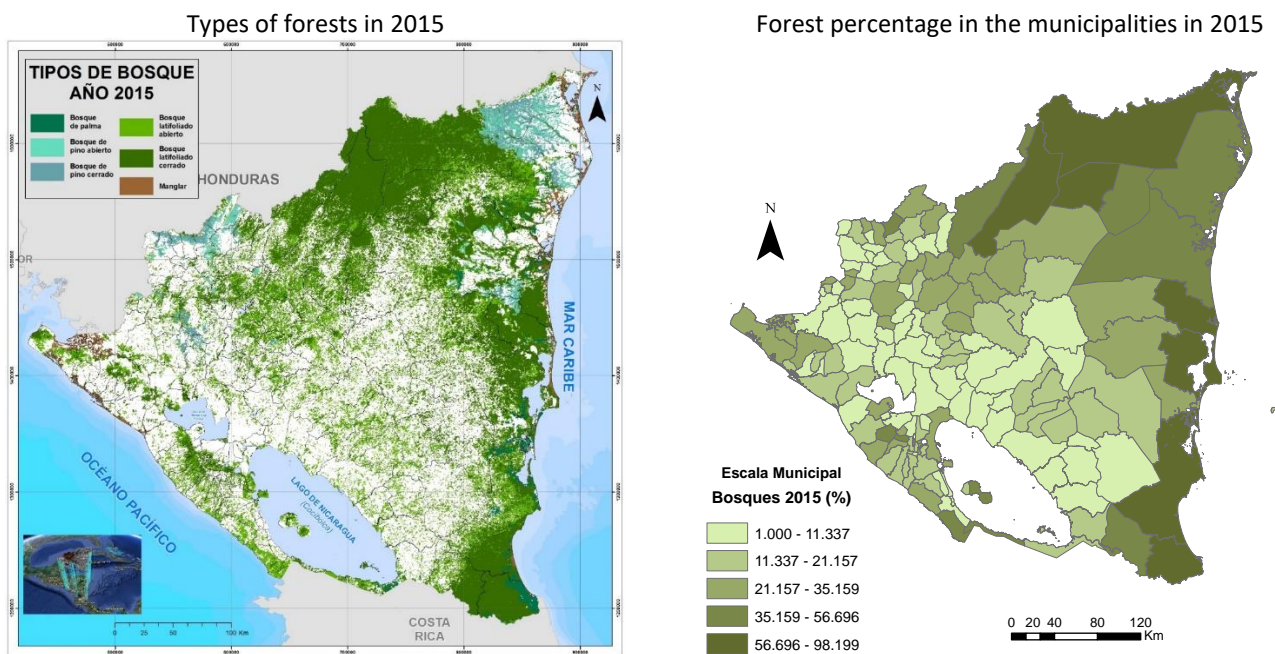 Types of forests in 2015
Forest percentage in the municipalities in 2015
TIPOS DE BOSQUE
AÑO 2015
Bosque
de palma
Bosque de
pino abierto
Bosque de
pino cerrado
Bosque
latifoliado
abierto
Bosque
latifoliado
cerrado
Manglar
N
HONDURAS
OR
MAR CARIBE
OCÉANO PACÍFICO
LAGO DE NICARAGUA
(Cocibolca)
COSTA
RICA
0 25 50 100 Km
N
Escala Municipal
Bosques 2015 (%)
1.000 - 11.337
11.337 - 21.157
21.157 - 35.159
35.159 - 56.696
56.696 - 98.199
0 20 40 60 80 120
Km